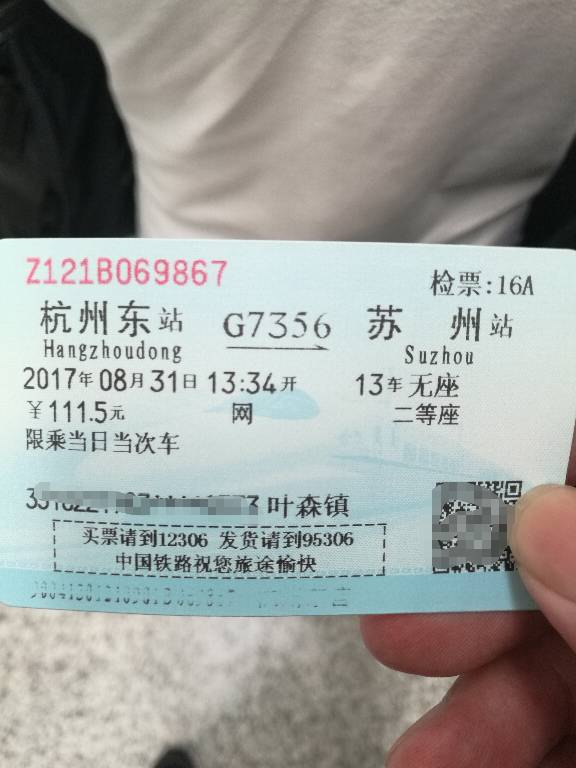 Z121B069867
检票:16A
杭州东站 G7356 苏州站
Hangzhoudong Suzhou
2017年08月31日13:34开 13车无座
￥111.5元 网 二等座
限乘当日当次车
叶森镇
买票请到12306 发货请到95306
中国铁路祝您旅途愉快